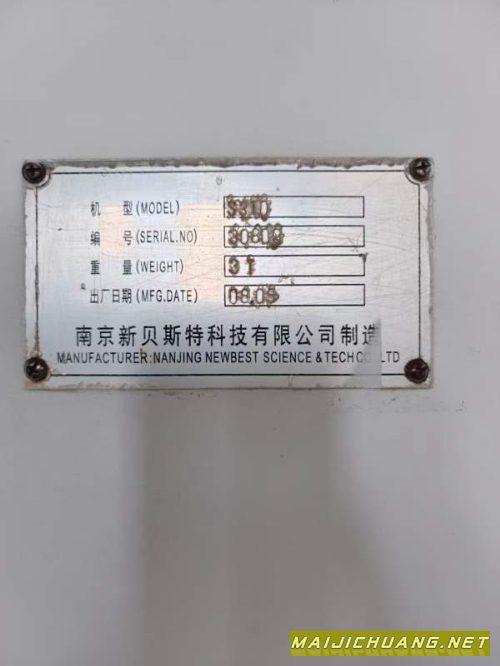 机 型(MODEL)
编 号(SERIAL.NO)
重 量(WEIGHT)
出厂日期(MFG.DATE)
南京新贝斯特科技有限公司制造
MANUFACTURER:NANJING NEWBEST SCIENCE & TECH CO LTD
MAIJICHUANG.NET